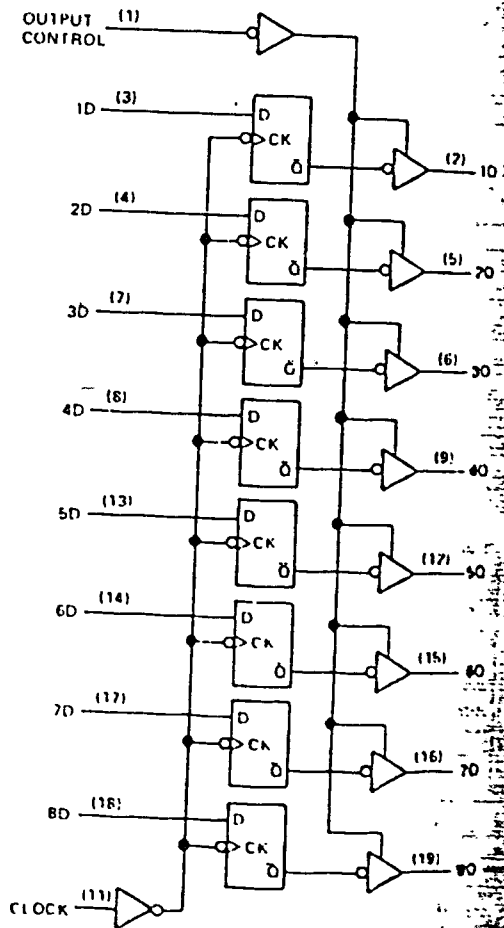 OUTPUT CONTROL (1)
1D (3) D
CK
Q̄ (2) 1Q
2D (4) D
CK
Q̄ (5) 2Q
3D (7) D
CK
Q̄ (6) 3Q
4D (8) D
CK
Q̄ (9) 4Q
5D (13) D
CK
Q̄ (12) 5Q
6D (14) D
CK
Q̄ (15) 6Q
7D (17) D
CK
Q̄ (16) 7Q
8D (18) D
CK
Q̄ (19) 8Q
CLOCK (11)